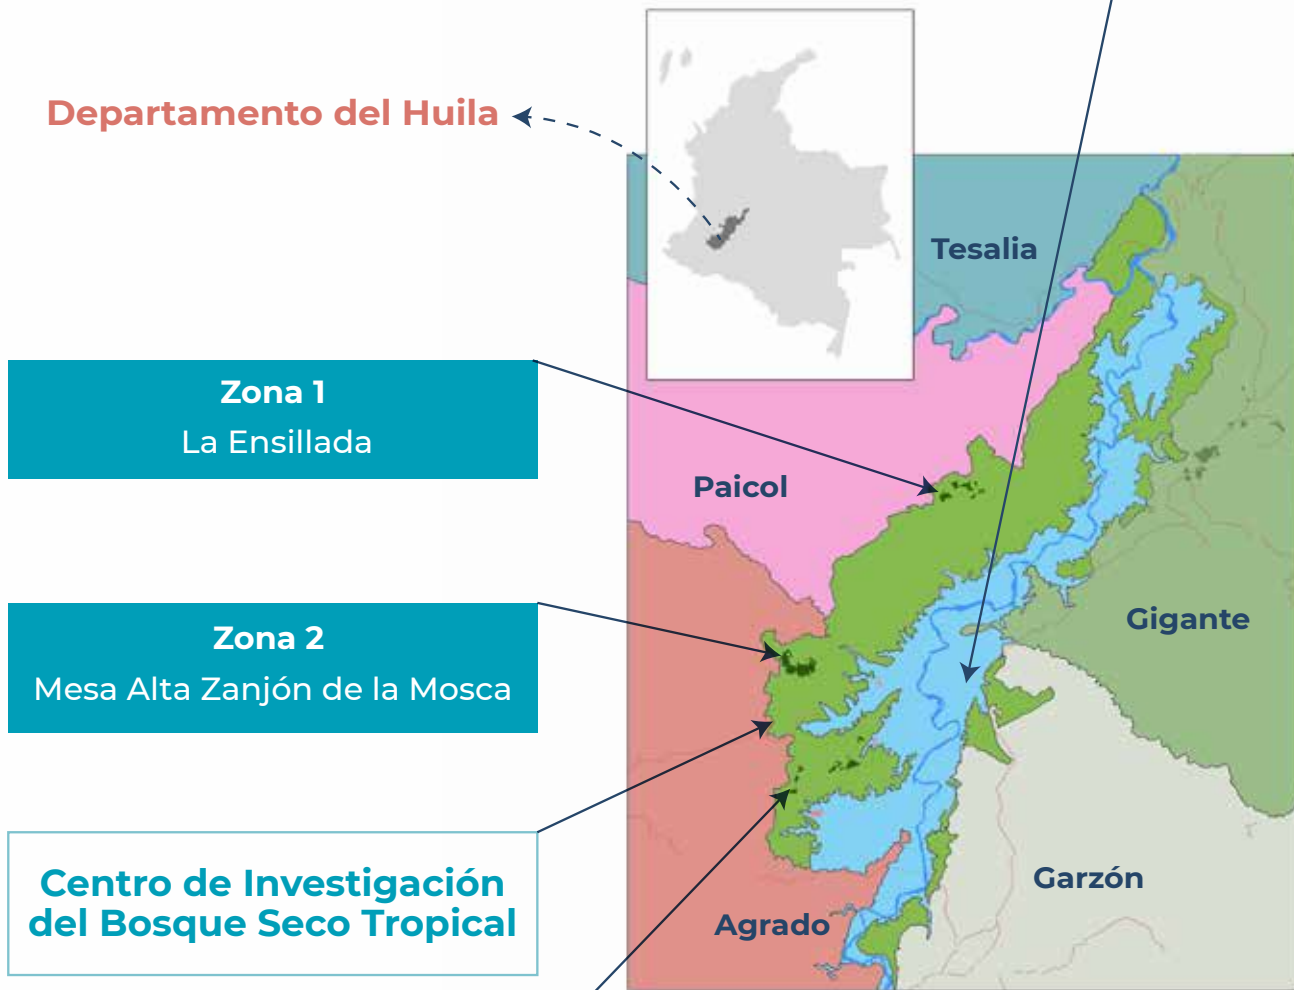 Departamento del Huila
Tesalia
Zona 1
La Ensillada
Paicol
Zona 2
Mesa Alta Zanjón de la Mosca
Gigante
Centro de Investigación
del Bosque Seco Tropical
Garzón
Agrado